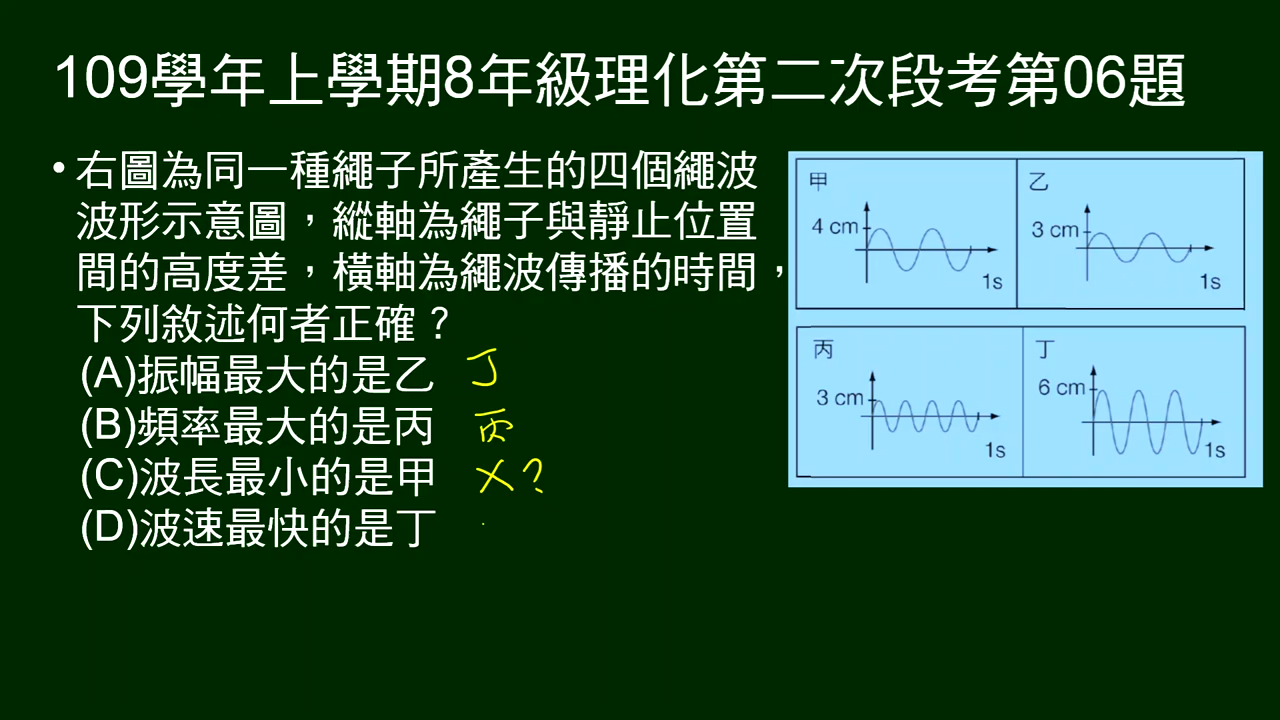 109學年上學期8年級理化第二次段考第06題
•右圖為同一種繩子所產生的四個繩波
波形示意圖，縱軸為繩子與靜止位置
間的高度差，橫軸為繩波傳播的時間，
下列敘述何者正確？
(A)振幅最大的是乙 丁
(B)頻率最大的是丙 丙
(C)波長最小的是甲 X?
(D)波速最快的是丁
甲
4 cm
1s
乙
3 cm
1s
丙
3 cm
1s
丁
6 cm
1s